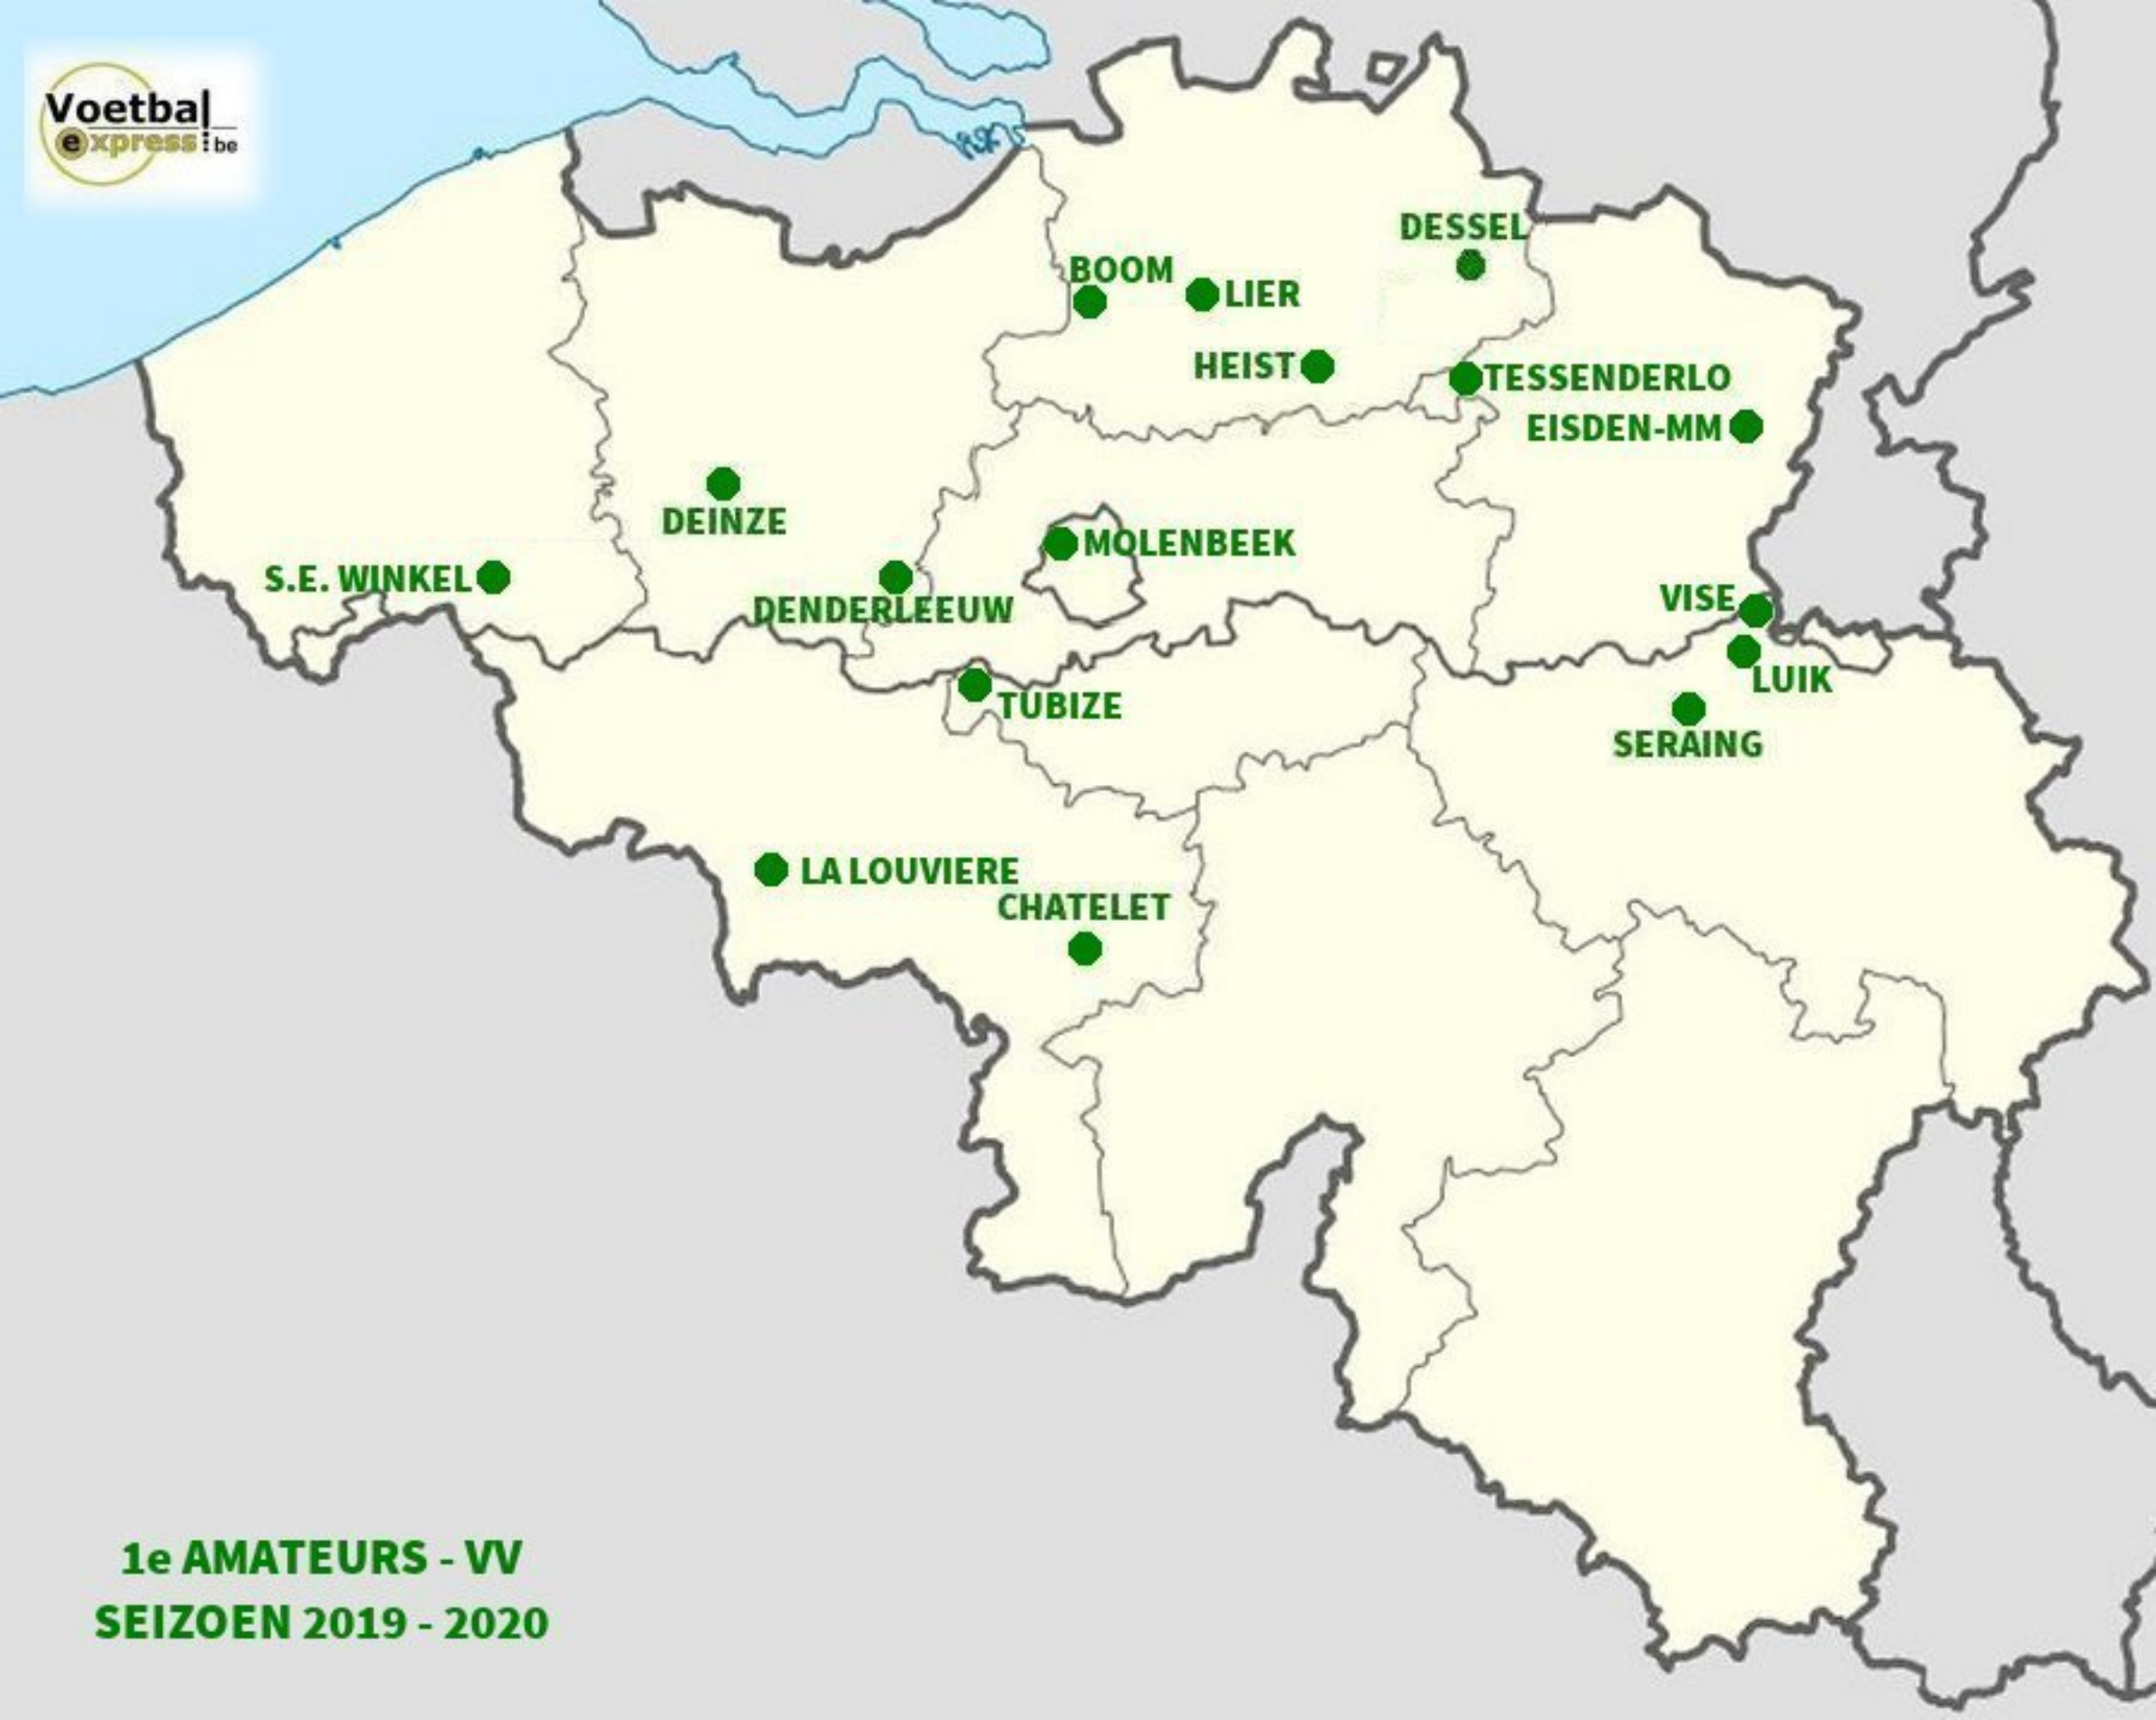 Voetbal
express.be
DESSEL
BOOM
LIER
HEIST
TESSENDERLO
EISDEN-MM
DEINZE
MOLENBEEK
S.E. WINKEL
DENDERLEEUW
VISE
LUIK
TUBIZE
SERAING
LA LOUVIERE
CHATELET
1e AMATEURS - VV
SEIZOEN 2019 - 2020